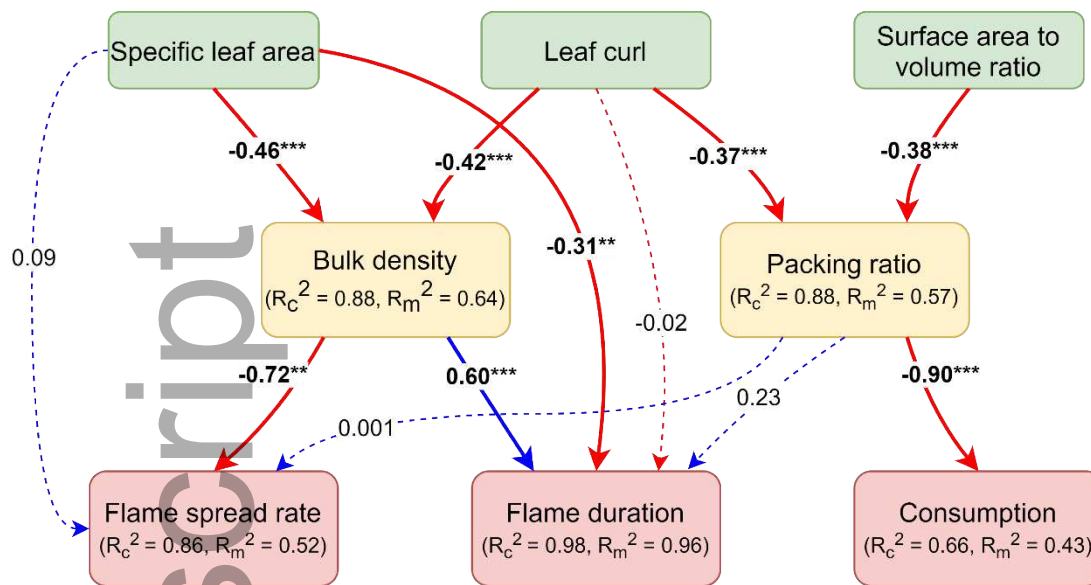 Specific leaf area
Leaf curl
Surface area to
volume ratio
-0.46***
-0.42***
-0.37***
-0.38***
0.09
-0.31**
Bulk density
(Rc² = 0.88, Rm² = 0.64)
Packing ratio
(Rc² = 0.88, Rm² = 0.57)
-0.02
-0.72**
0.60***
-0.90***
0.23
0.001
Flame spread rate
(Rc² = 0.86, Rm² = 0.52)
Flame duration
(Rc² = 0.98, Rm² = 0.96)
Consumption
(Rc² = 0.66, Rm² = 0.43)
script